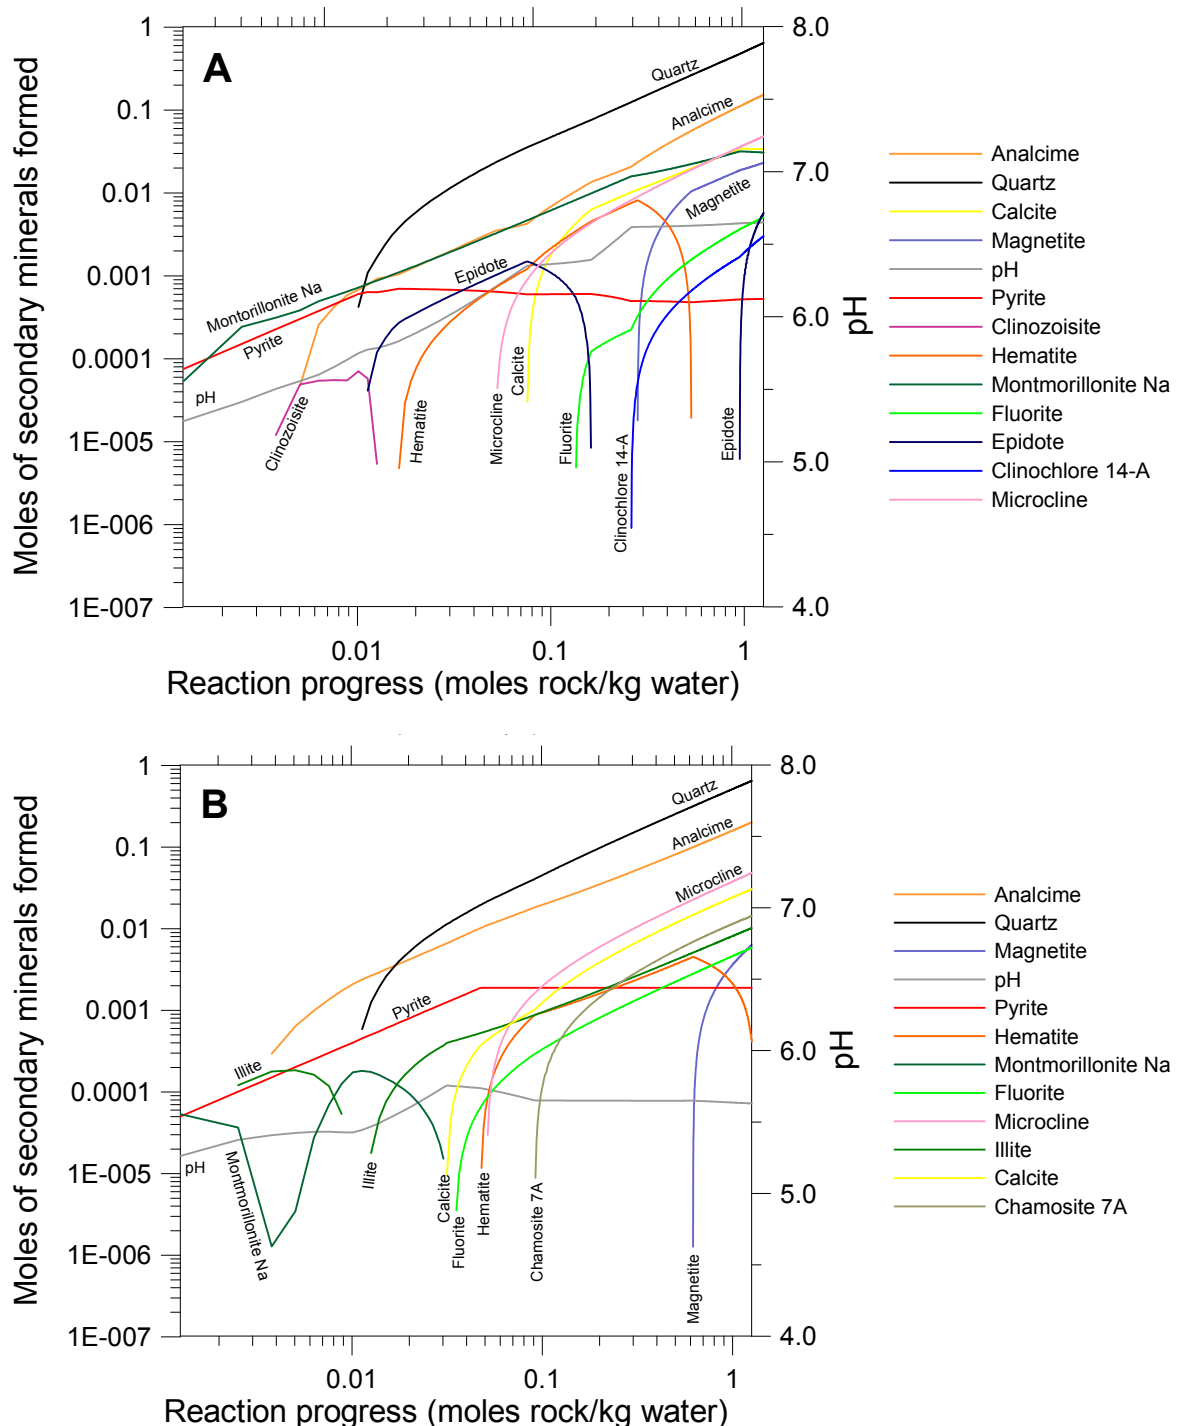 A
Moles of secondary minerals formed
1
0.1
0.01
0.001
0.0001
1E-005
1E-006
1E-007
8.0
7.0
6.0
5.0
4.0
pH
Quartz
Analcime
Magnetite
Epidote
Montorillonite Na
Pyrite
pH
Clinozoisite
Hematite
Microcline
Calcite
Fluorite
Clinochlore 14-A
Epidote
0.01
0.1
1
Reaction progress (moles rock/kg water)
Analcime
Quartz
Calcite
Magnetite
pH
Pyrite
Clinozoisite
Hematite
Montmorillonite Na
Fluorite
Epidote
Clinochlore 14-A
Microcline
B
Moles of secondary minerals formed
1
0.1
0.01
0.001
0.0001
1E-005
1E-006
1E-007
8.0
7.0
6.0
5.0
4.0
pH
Quartz
Analcime
Microcline
Pyrite
Illite
pH
Montmorillonite Na
Illite
Calcite
Fluorite
Hematite
Chamosite 7A
Magnetite
0.01
0.1
1
Reaction progress (moles rock/kg water)
Analcime
Quartz
Magnetite
pH
Pyrite
Hematite
Montmorillonite Na
Fluorite
Microcline
Illite
Calcite
Chamosite 7A